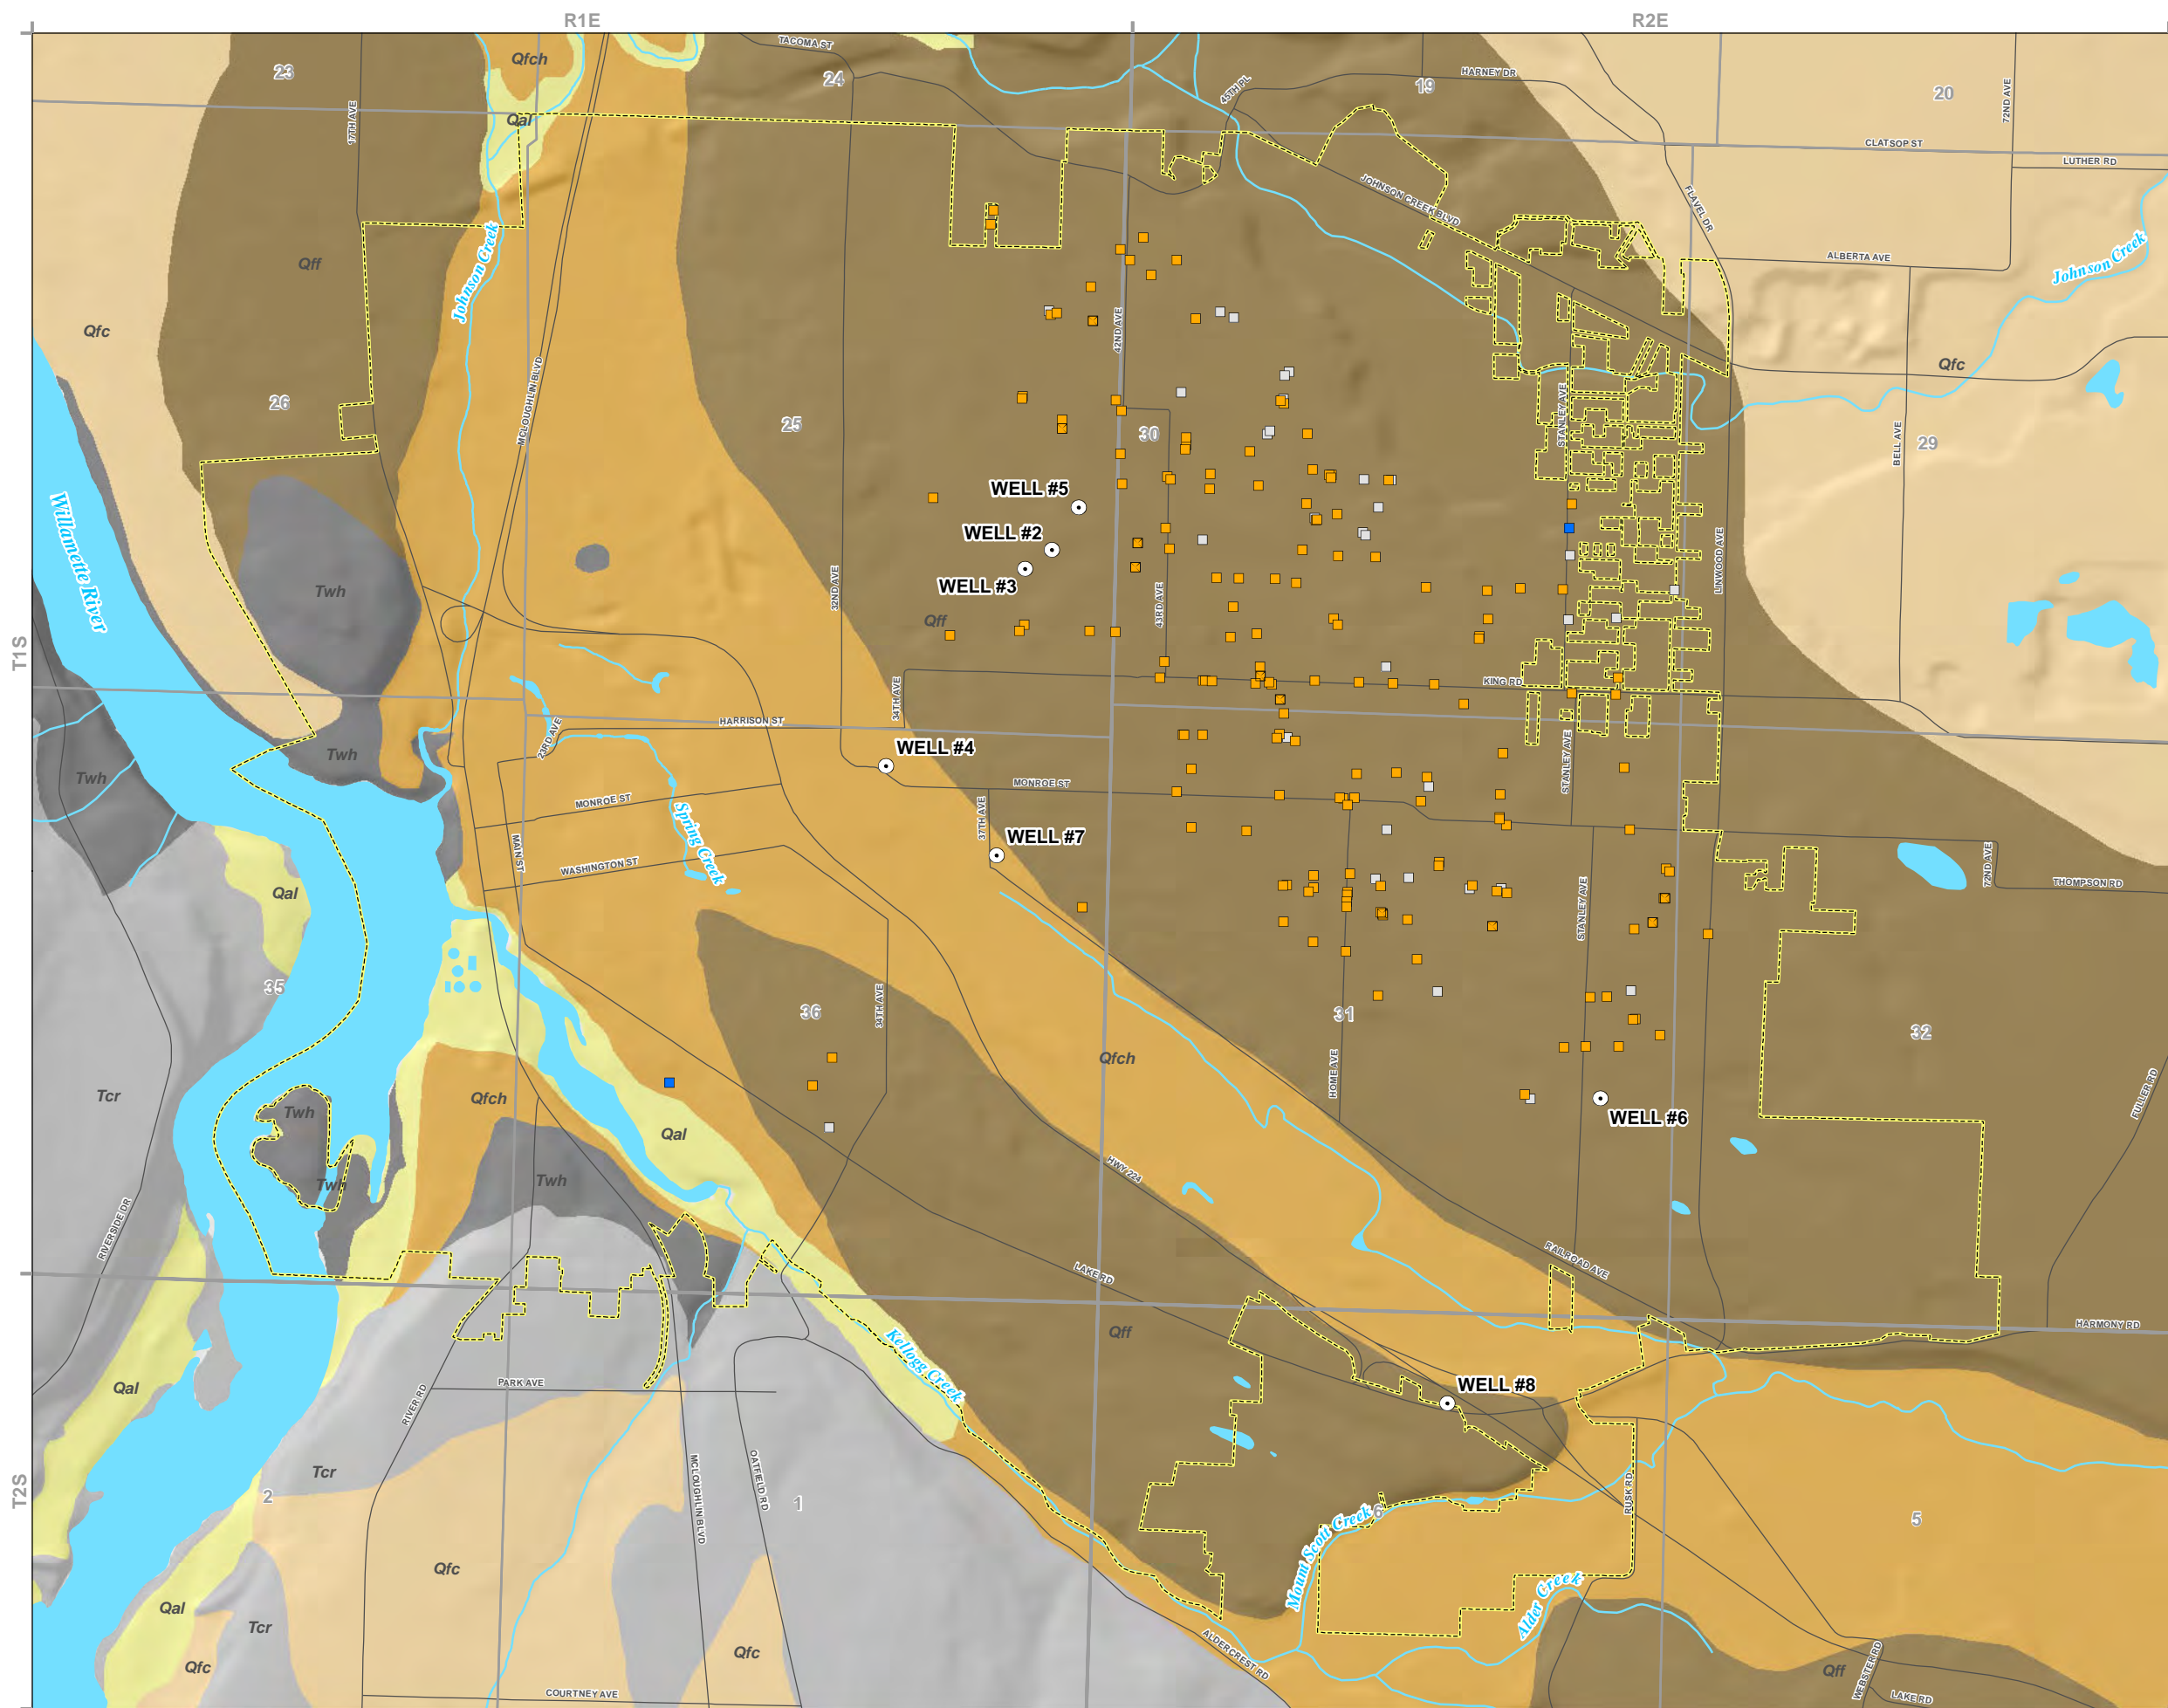 R1E
R2E
TACOMA ST
Qfch
23
24
45TH PL
HARNEY DR
19
20
72ND AVE
17TH AVE
Qal
CLATSOP ST
LUTHER RD
JOHNSON CREEK BLVD
FLAVEL DR
Qff
Johnson Creek
ALBERTA AVE
Johnson Creek
Qfc
42ND AVE
Qfc
26
MCLOUGHLIN BLVD
25
30
STANLEY AVE
BELL AVE
29
WELL #5
Willamette River
WELL #2
WELL #3
Twh
32ND AVE
43RD AVE
LINWOOD AVE
Qff
T1S
KING RD
34TH AVE
HARRISON ST
23RD AVE
Twh
WELL #4
STANLEY AVE
Twh
MONROE ST
MONROE ST
Spring Creek
37TH AVE
WELL #7
MAIN ST
WASHINGTON ST
72ND AVE
THOMPSON RD
Qal
STANLEY AVE
35
36
34TH AVE
31
32
Qfch
HOME AVE
Tcr
Qfch
Twh
FULLER RD
WELL #6
Qal
Twh
Twh
HWY 224
RIVERSIDE DR
RAILROAD AVE
LAKE RD
Qff
HARMONY RD
Kellogg Creek
Qal
PARK AVE
RIVER RD
WELL #8
Tcr
MCLOUGHLIN BLVD
OATFIELD RD
T2S
2
1
RUSK RD
6
5
Mount Scott Creek
Qfc
Alder Creek
Qal
Tcr
Qfc
Qfc
ALDERCREST RD
Qff
WEBSTER RD
COURTNEY AVE
LAKE RD